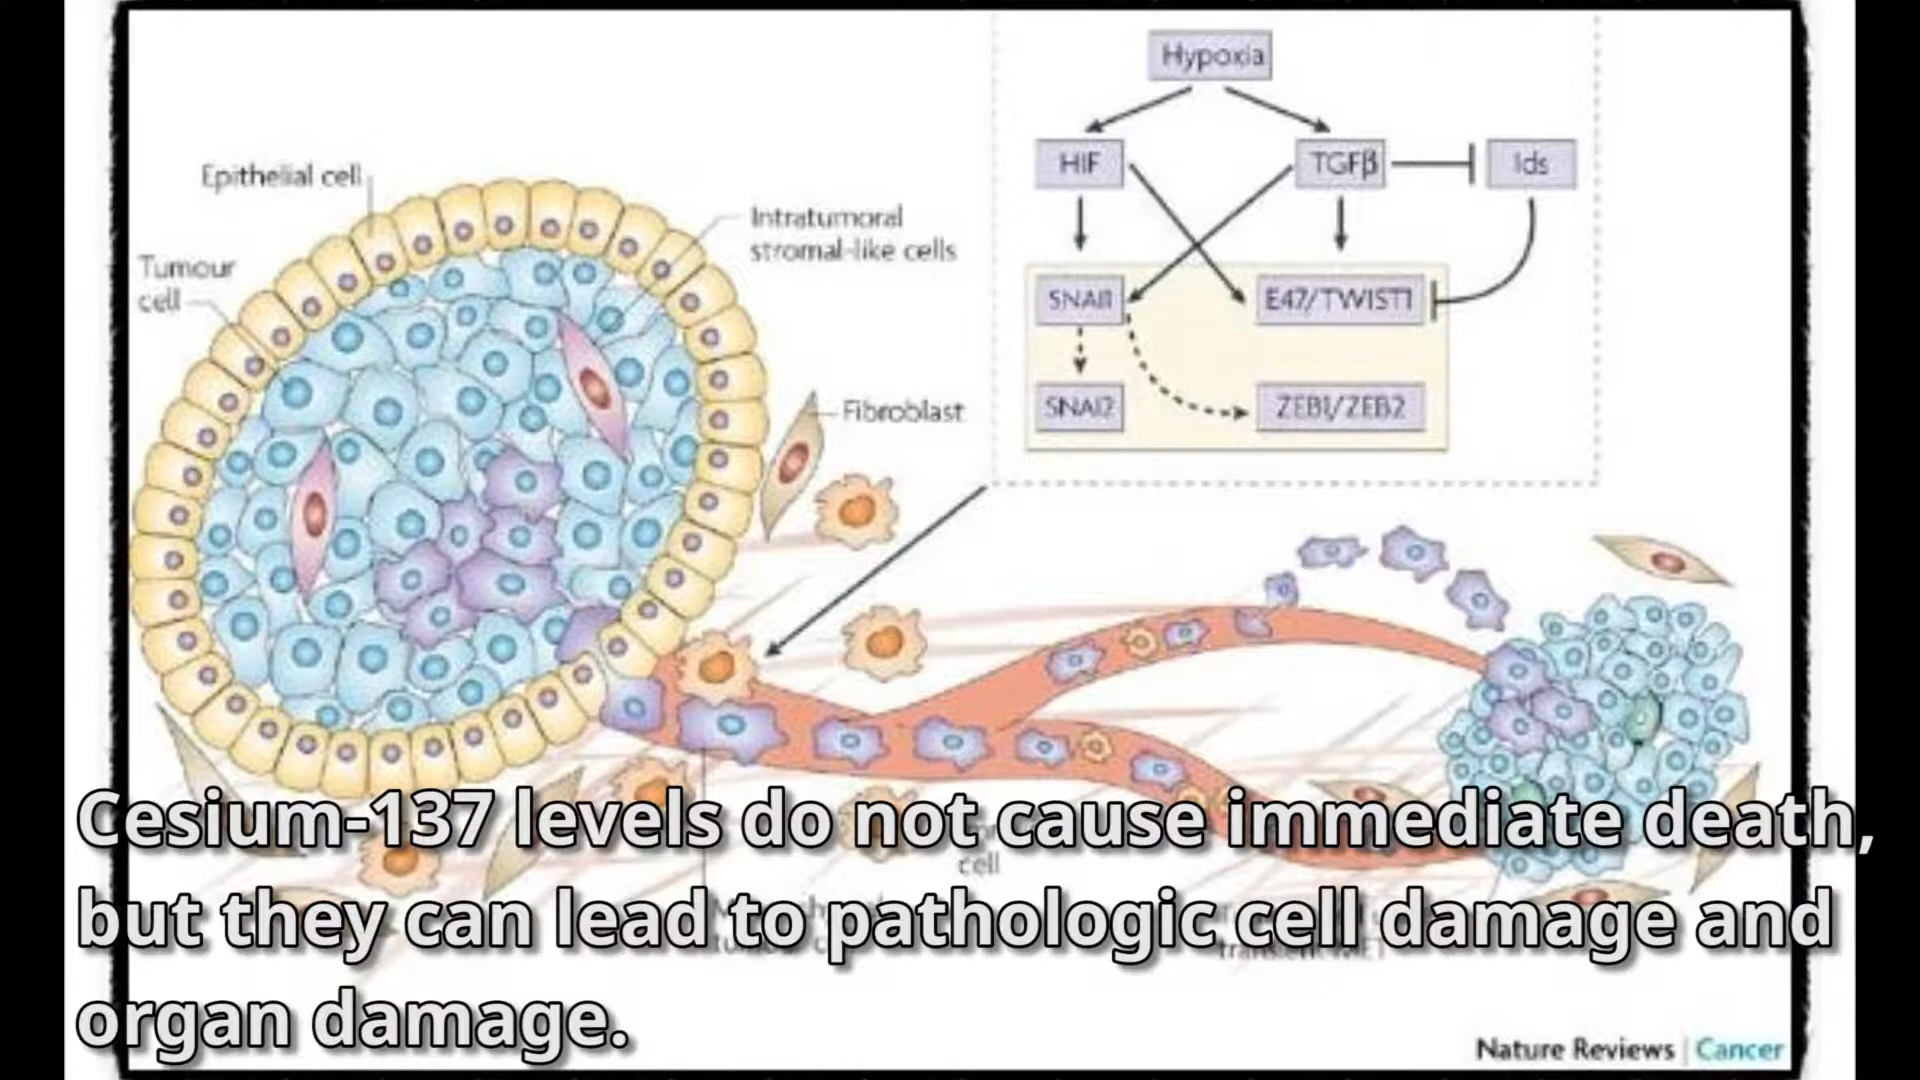 Hypoxia
HIF
TGFβ
Ids
Epithelial cell
Intratumoral
stromal-like cells
Tumour
cell
SNAI1
E47/TWIST1
SNAI2
ZEB1/ZEB2
Fibroblast
Cesium-137 levels do not cause immediate death,
cell
but they can lead to pathologic cell damage and
organ damage.
Nature Reviews | Cancer